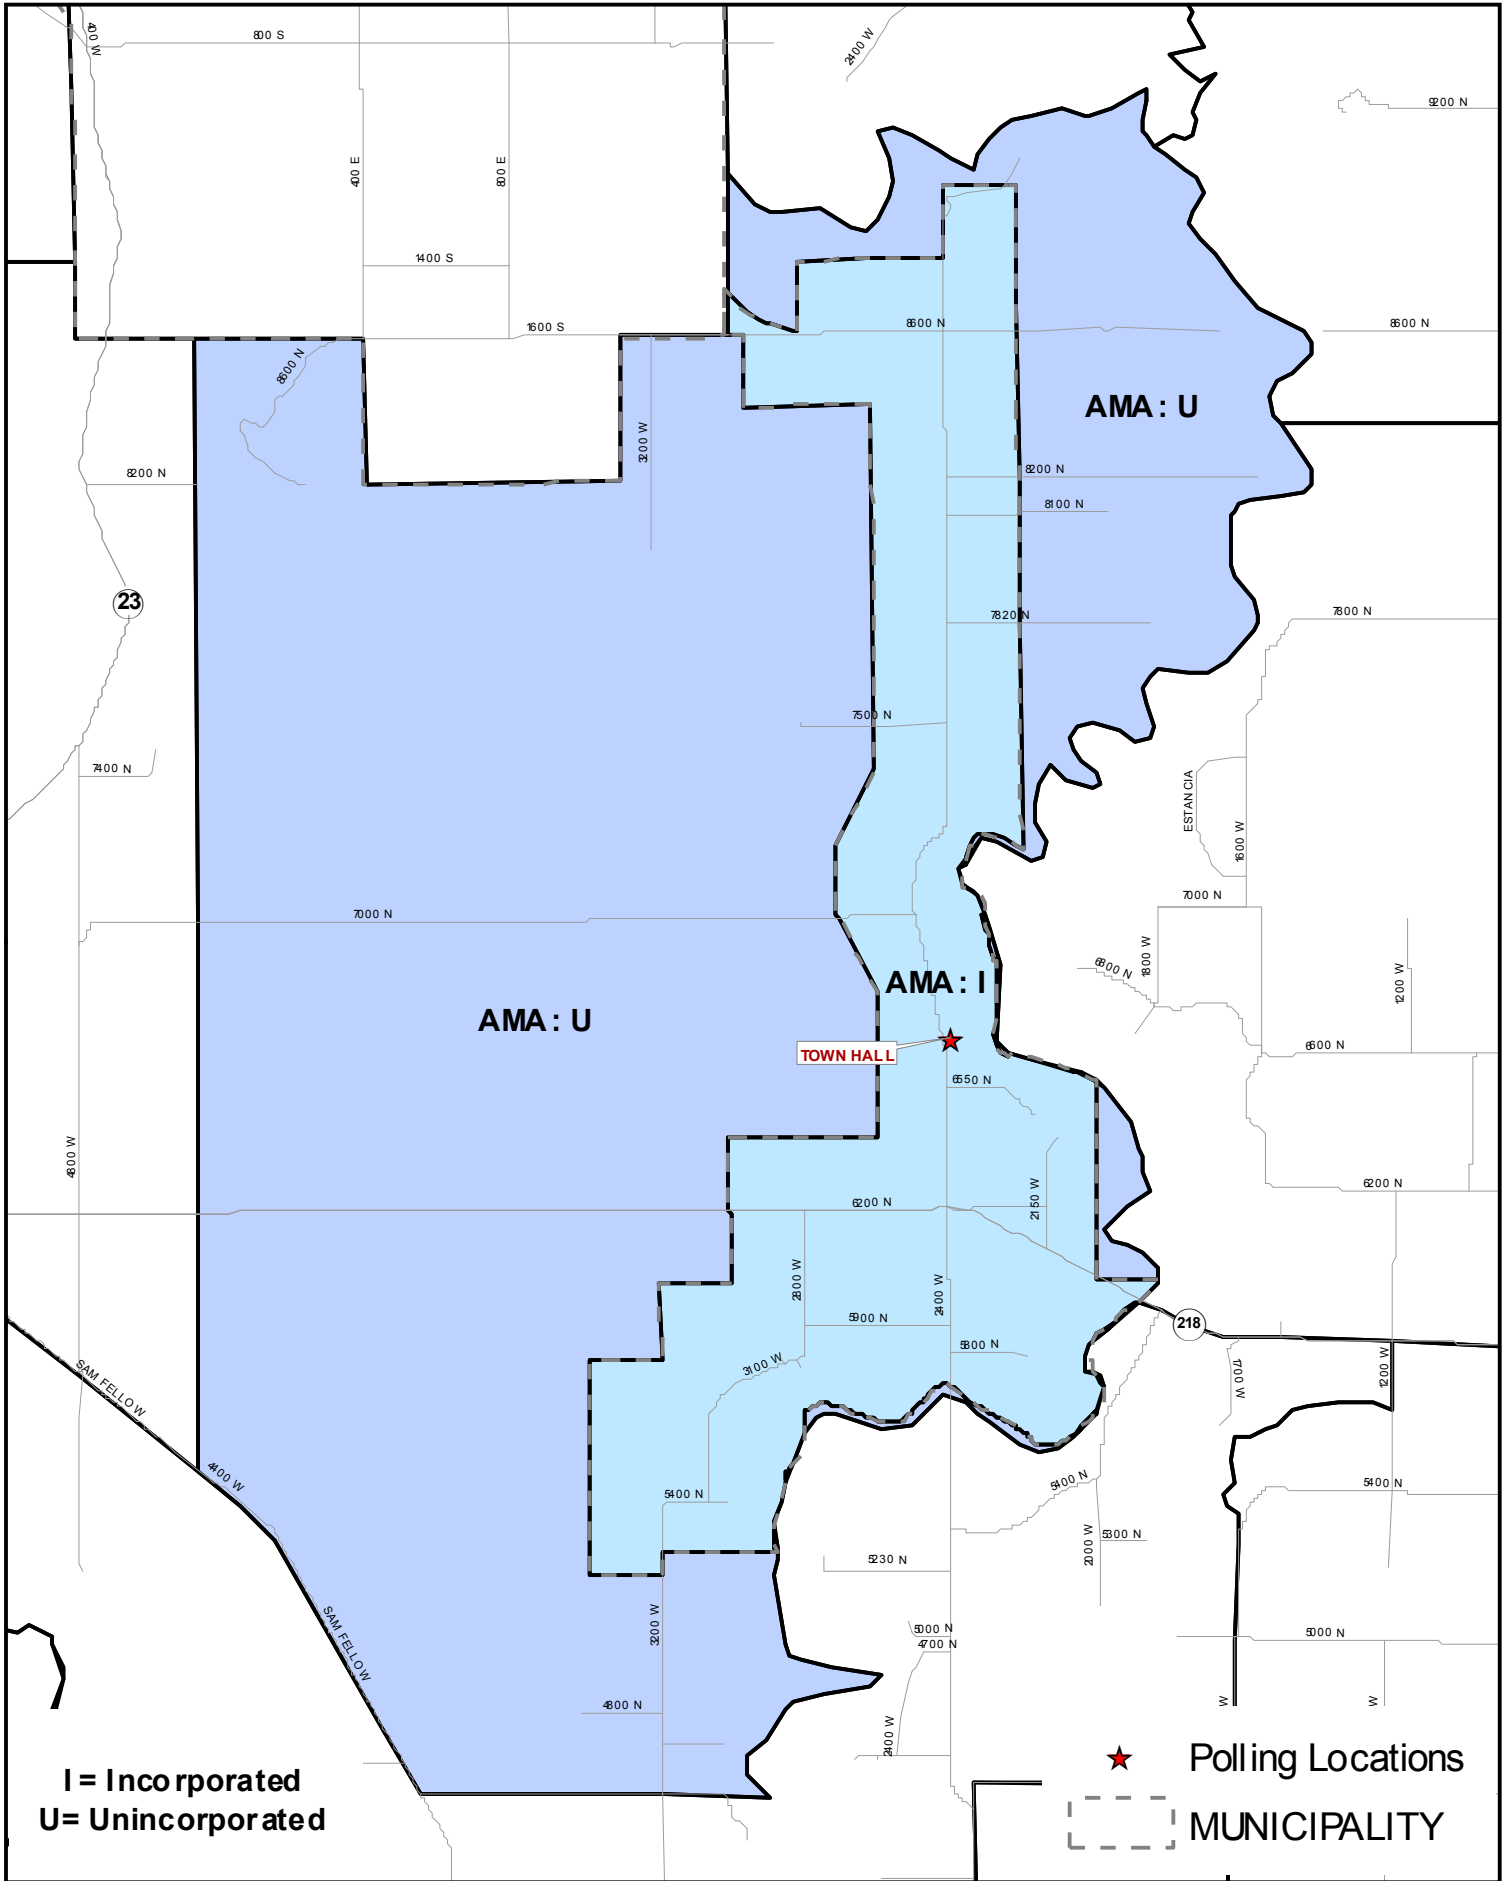 400 W
800 S
2400 W
9200 N
400 E
800 E
1400 S
1600 S
8600 N
8600 N
8600 N
AMA: U
3200 W
8200 N
8200 N
8100 N
23
7820 N
7800 N
7500 N
7400 N
ESTANCIA
1600 W
7000 N
7000 N
1800 W
6800 N
1200 W
AMA: I
AMA: U
TOWN HALL
6600 N
6550 N
4800 W
6200 N
6200 N
2150 W
2800 W
2400 W
5900 N
218
5800 N
3100 W
1700 W
1200 W
SAM FELLOW
4400 W
5400 N
5400 N
5400 N
2000 W
5300 N
5230 N
SAM FELLOW
3200 W
5000 N
4700 N
5000 N
4800 N
2400 W
W
W
I = Incorporated
U= Unincorporated
Polling Locations
MUNICIPALITY